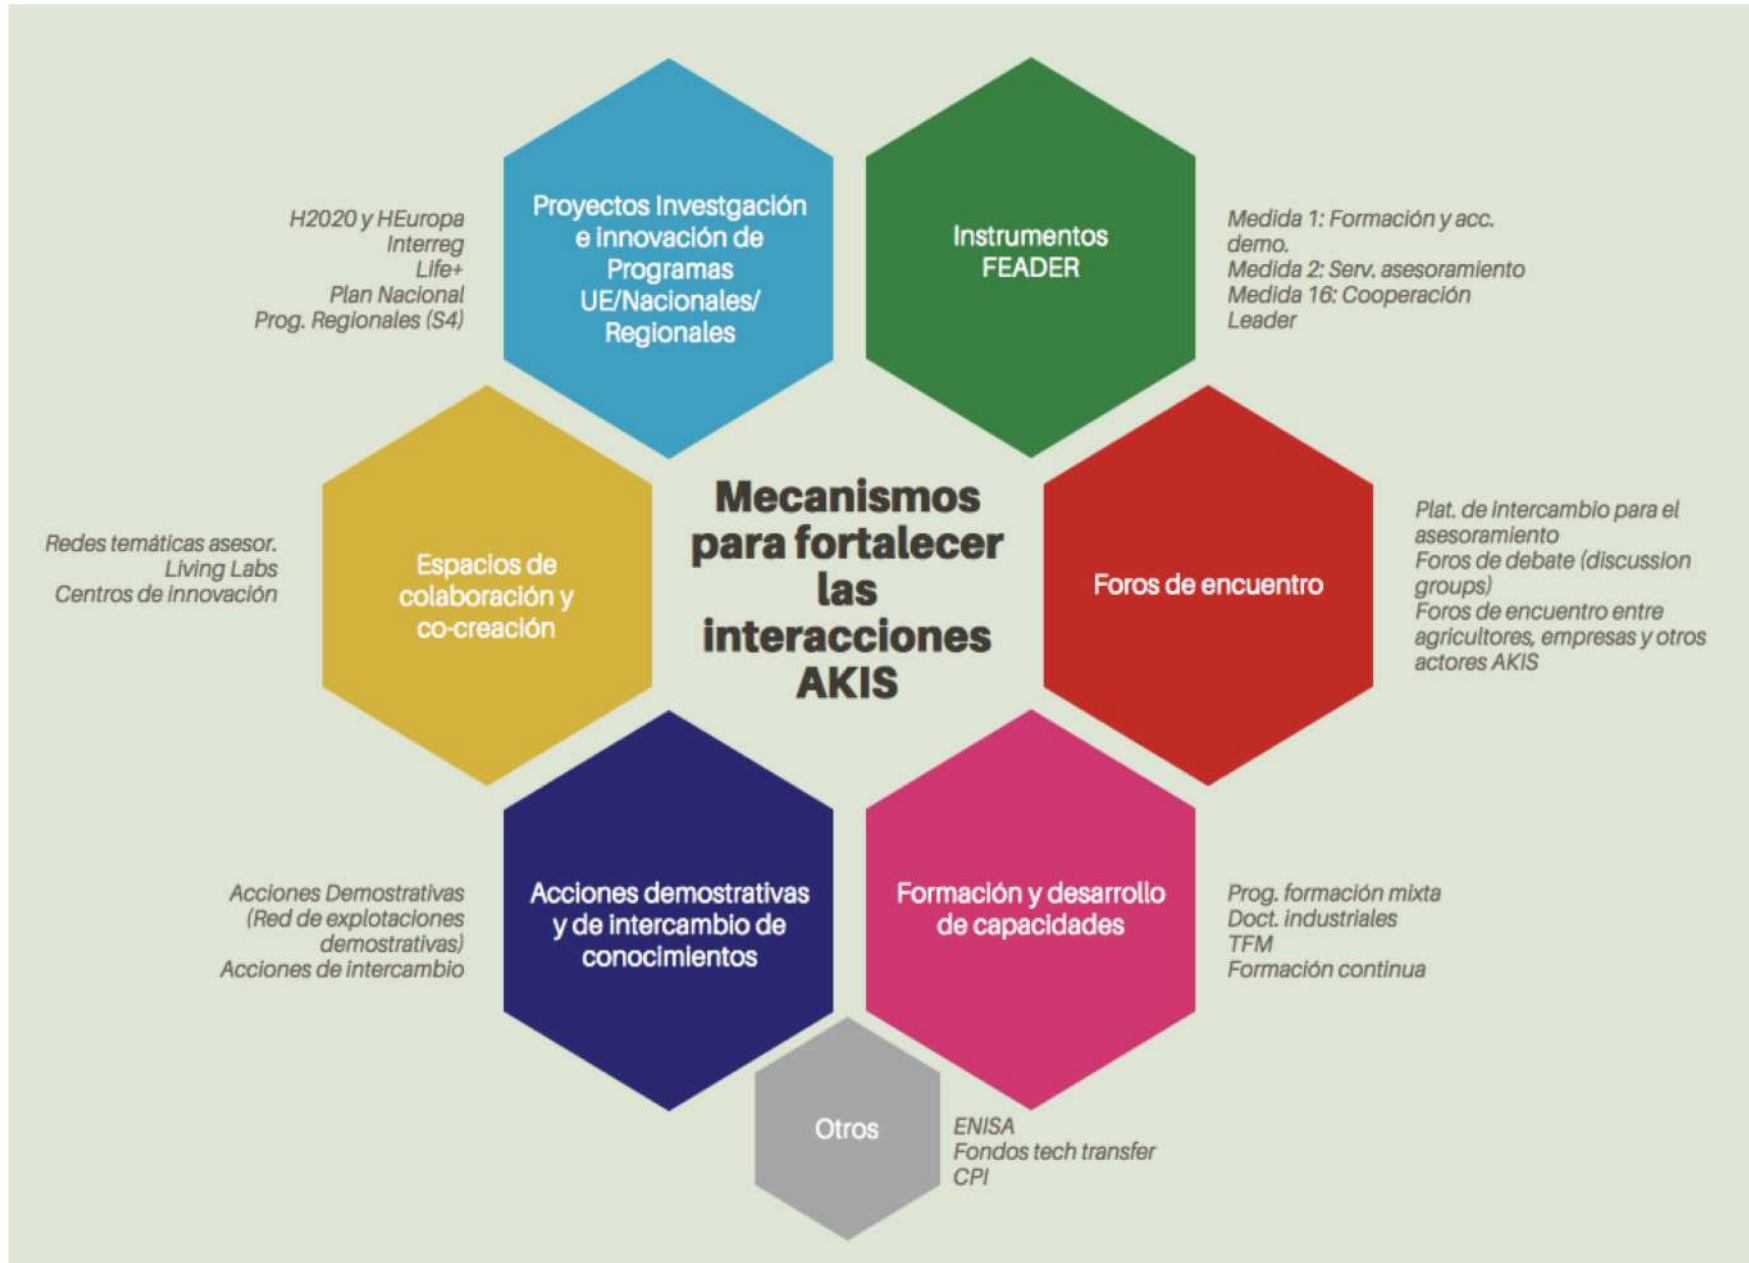 H2020 y HEuropa
Interreg
Life+
Plan Nacional
Prog. Regionales (S4)
Proyectos Investgación
e innovación de
Programas
UE/Nacionales/
Regionales
Instrumentos
FEADER
Medida 1: Formación y acc.
demo.
Medida 2: Serv. asesoramiento
Medida 16: Cooperación
Leader
Redes temáticas asesor.
Living Labs
Centros de innovación
Espacios de
colaboración y
co-creación
Mecanismos
para fortalecer
las
interacciones
AKIS
Foros de encuentro
Plat. de intercambio para el
asesoramiento
Foros de debate (discussion
groups)
Foros de encuentro entre
agricultores, empresas y otros
actores AKIS
Acciones Demostrativas
(Red de explotaciones
demostrativas)
Acciones de intercambio
Acciones demostrativas
y de intercambio de
conocimientos
Formación y desarrollo
de capacidades
Prog. formación mixta
Doct. industriales
TFM
Formación continua
Otros
ENISA
Fondos tech transfer
CPI